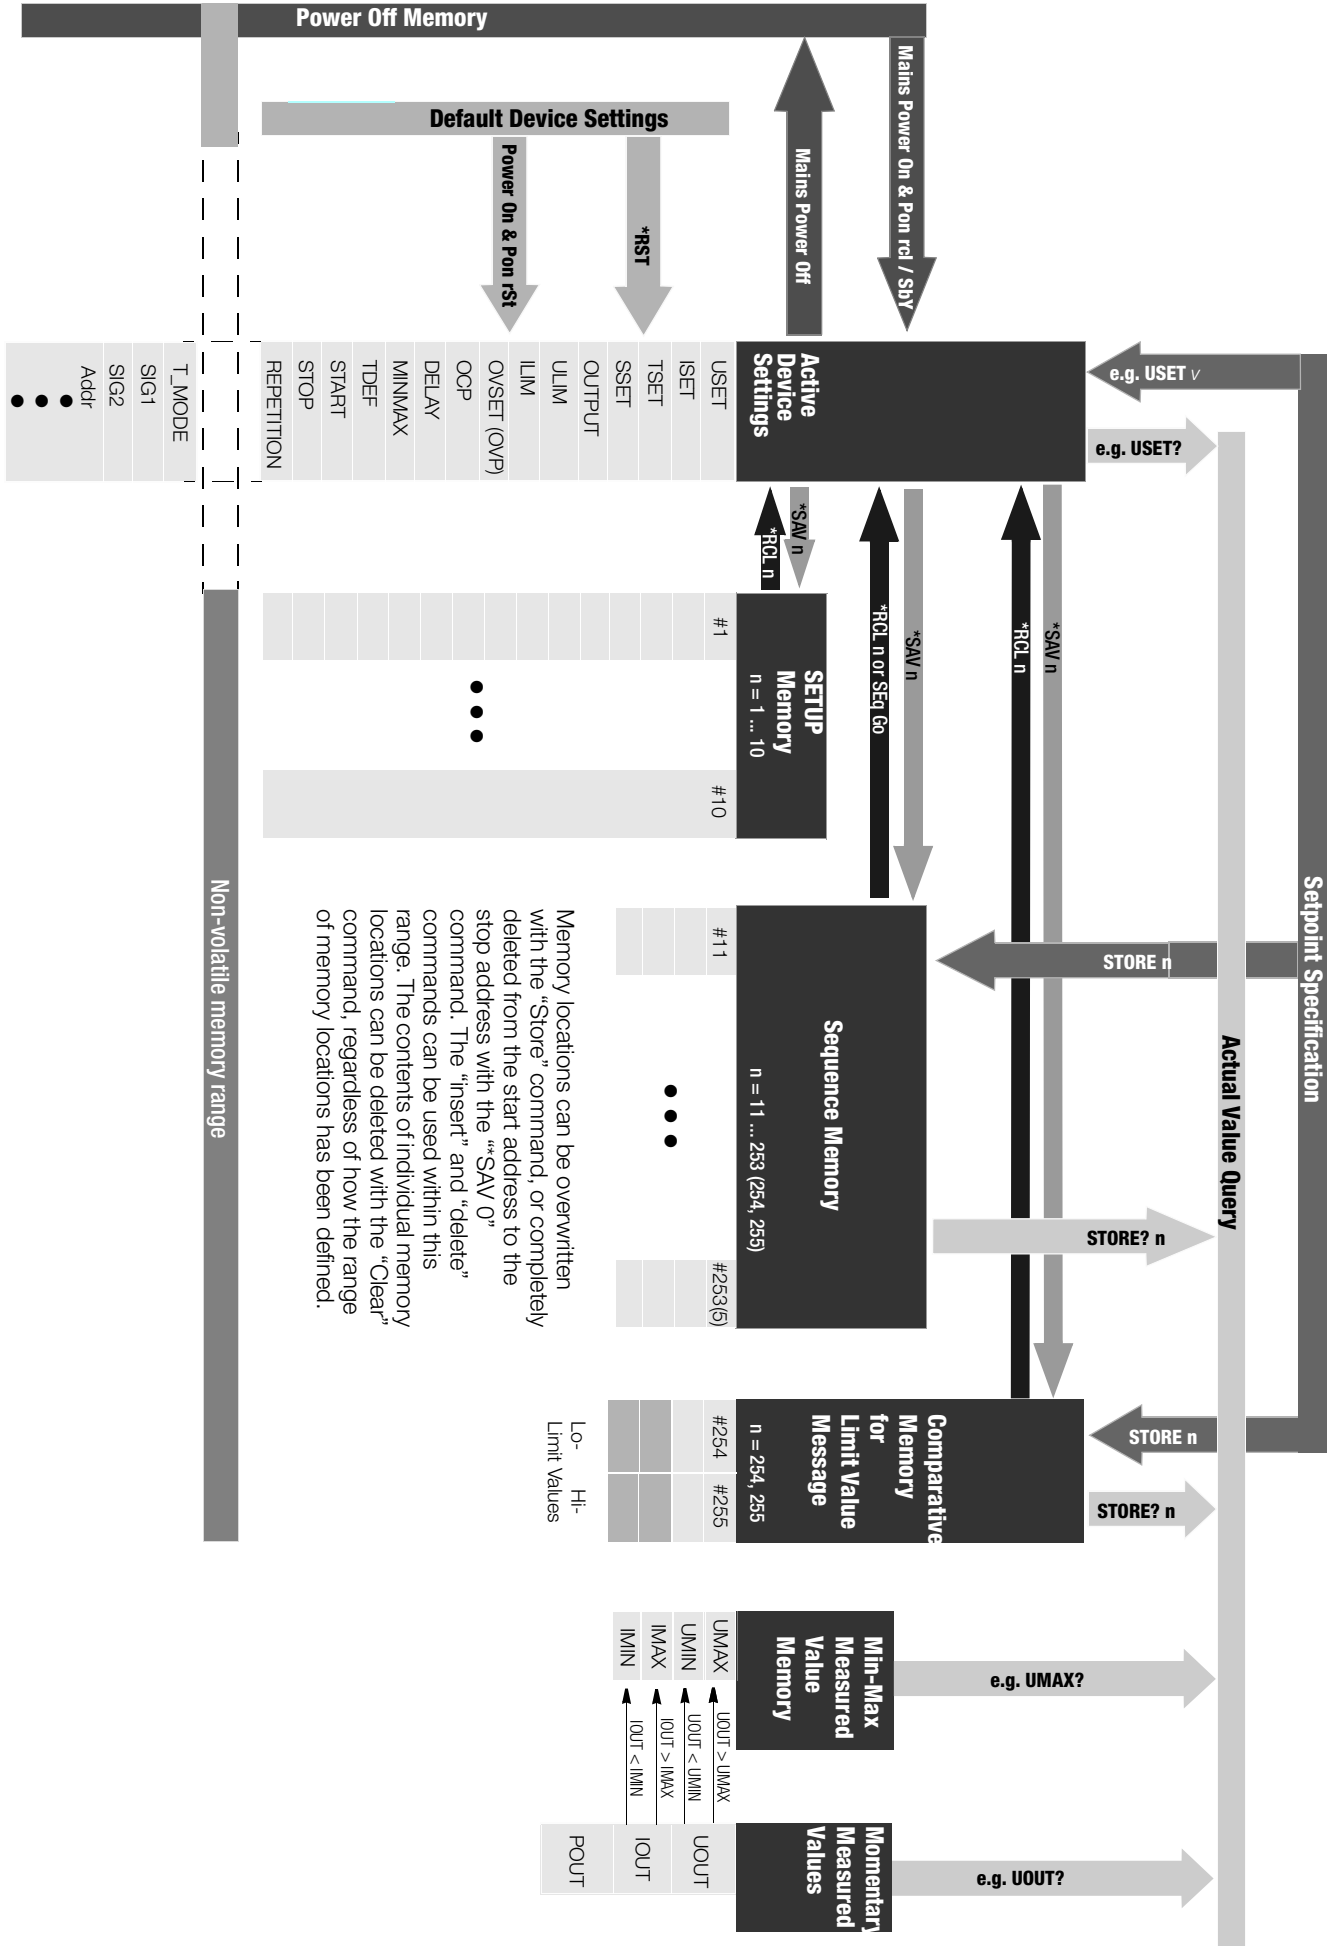 Setpoint Specification
Actual Value Query
e.g. USET v
e.g. USET?
STORE n
STORE? n
STORE n
STORE? n
e.g. UMAX?
e.g. UOUT?
*SAV n
*RCL n
*SAV n
*RCL n or SEq Go
*SAV n
*RCL n
Power Off Memory
Mains Power On & Pon rcl / SbY
Mains Power Off
Default Device Settings
*RST
Power On & Pon rSt
Active
Device
Settings
USET
ISET
TSET
SSET
OUTPUT
ULIM
ILIM
OVSET (OVP)
OCP
DELAY
MINMAX
TDEF
START
STOP
REPETITION
T_MODE
SIG1
SIG2
Addr
SETUP
Memory
n = 1 ... 10
#1
#10
Sequence Memory
n = 11 ... 253 (254, 255)
#11
#253(5)
Memory locations can be overwritten
with the “Store” command, or completely
deleted from the start address to the
stop address with the “*SAV 0”
command. The “insert” and “delete”
commands can be used within this
range. The contents of individual memory
locations can be deleted with the “Clear”
command, regardless of how the range
of memory locations has been defined.
Non-volatile memory range
Comparative
Memory
for
Limit Value
Message
n = 254, 255
#254
#255
Lo- Hi-
Limit Values
Min-Max
Measured
Value
Memory
UMAX
UMIN
IMAX
IMIN
UOUT > UMAX
UOUT < UMIN
IOUT > IMAX
IOUT < IMIN
Momentary
Measured
Values
UOUT
IOUT
POUT